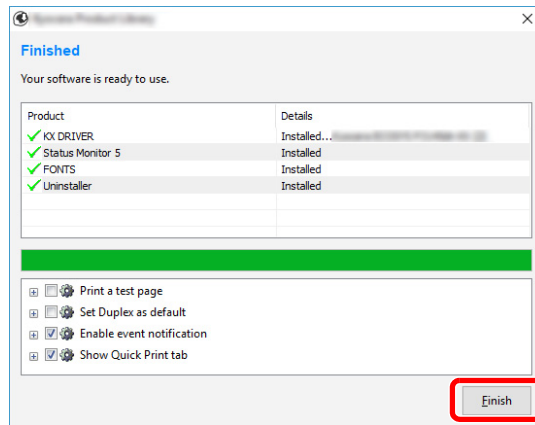 Finished
Your software is ready to use.
Product Details
KX DRIVER Installed...
Status Monitor 5 Installed
FONTS Installed
Uninstaller Installed
Print a test page
Set Duplex as default
Enable event notification
Show Quick Print tab
Finish